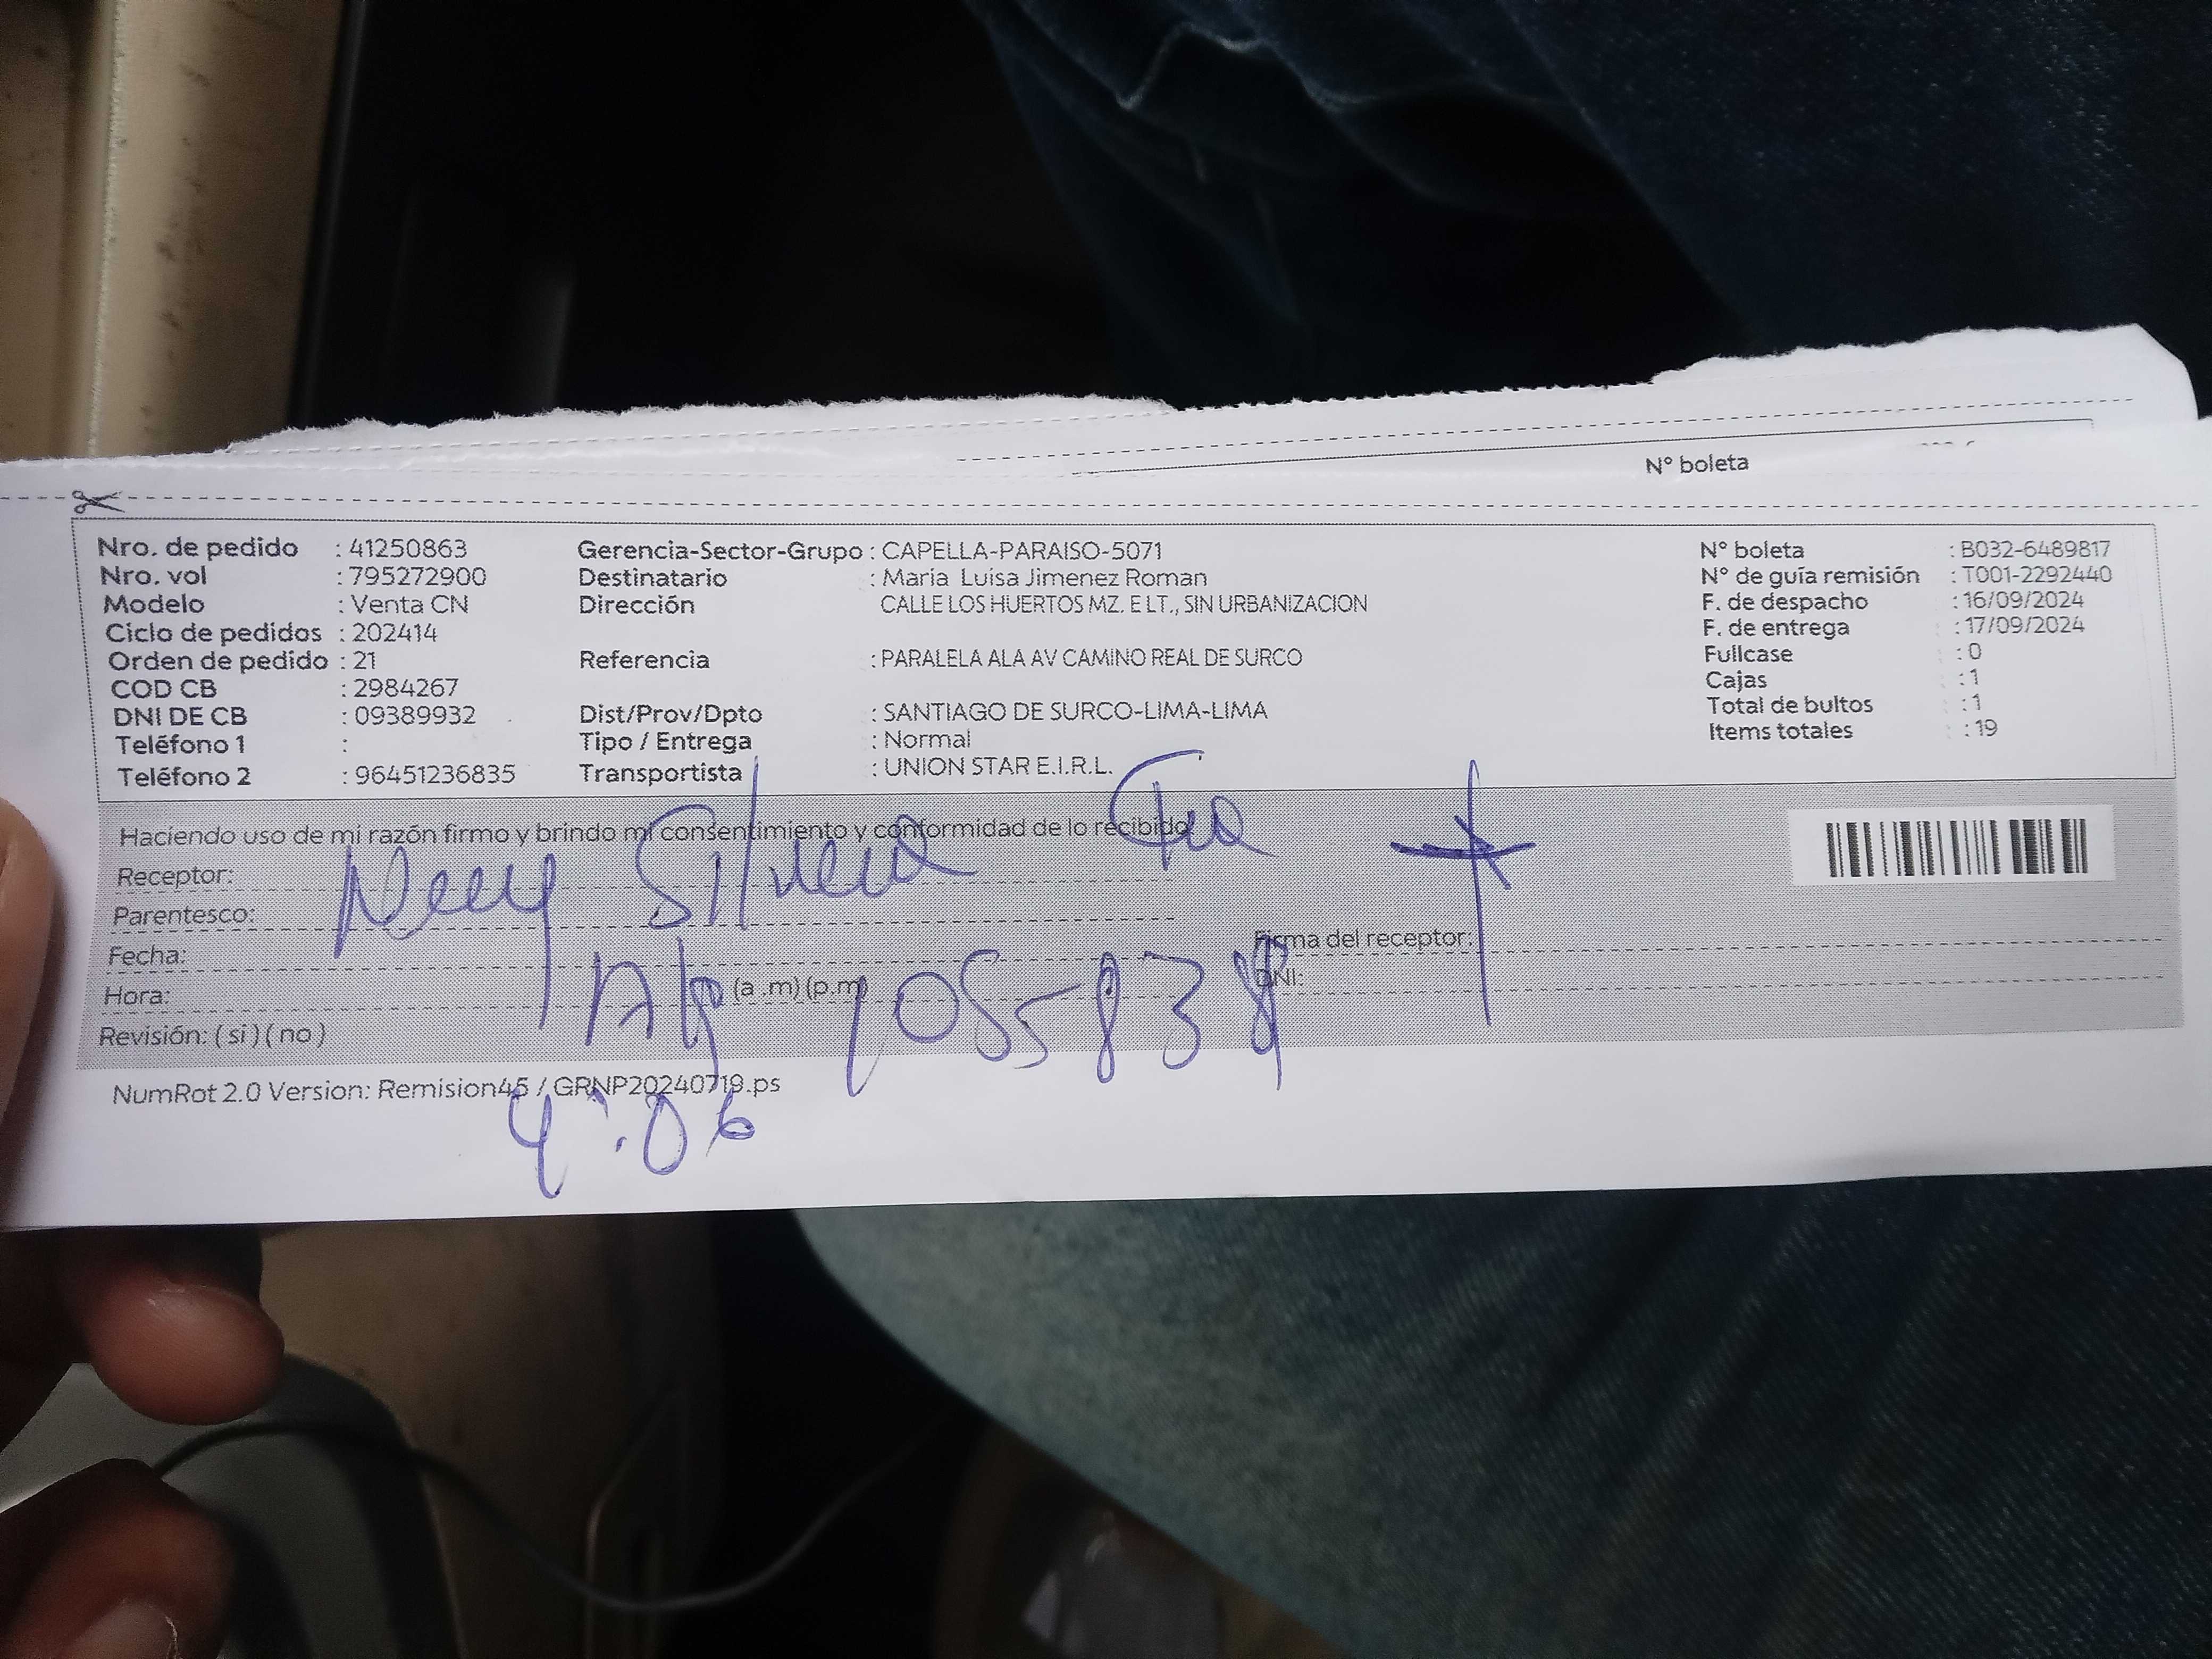 N° boleta
Nro. de pedido : 41250863
Nro. vol : 795272900
Modelo : Venta CN
Ciclo de pedidos : 202414
Orden de pedido : 21
COD CB : 2984267
DNI DE CB : 09389932
Teléfono 1 :
Teléfono 2 : 96451236835
Gerencia-Sector-Grupo : CAPELLA-PARAISO-5071
Destinatario : Maria Luisa Jimenez Roman
Dirección CALLE LOS HUERTOS MZ. E LT., SIN URBANIZACION
Referencia : PARALELA ALA AV CAMINO REAL DE SURCO
Dist/Prov/Dpto : SANTIAGO DE SURCO-LIMA-LIMA
Tipo / Entrega : Normal
Transportista : UNION STAR E.I.R.L.
N° boleta : B032-6489817
N° de guía remisión : T001-2292440
F. de despacho : 16/09/2024
F. de entrega : 17/09/2024
Fullcase : 0
Cajas : 1
Total de bultos : 1
Items totales : 19
Haciendo uso de mi razón firmo y brindo mi consentimiento y conformidad de lo recibido
Receptor:
Parentesco:
Fecha:
Hora: (a .m) (p.m)
Revisión: ( si ) ( no )
Firma del receptor:
DNI:
NumRot 2.0 Version: Remision45 / GRNP20240719.ps
4:06